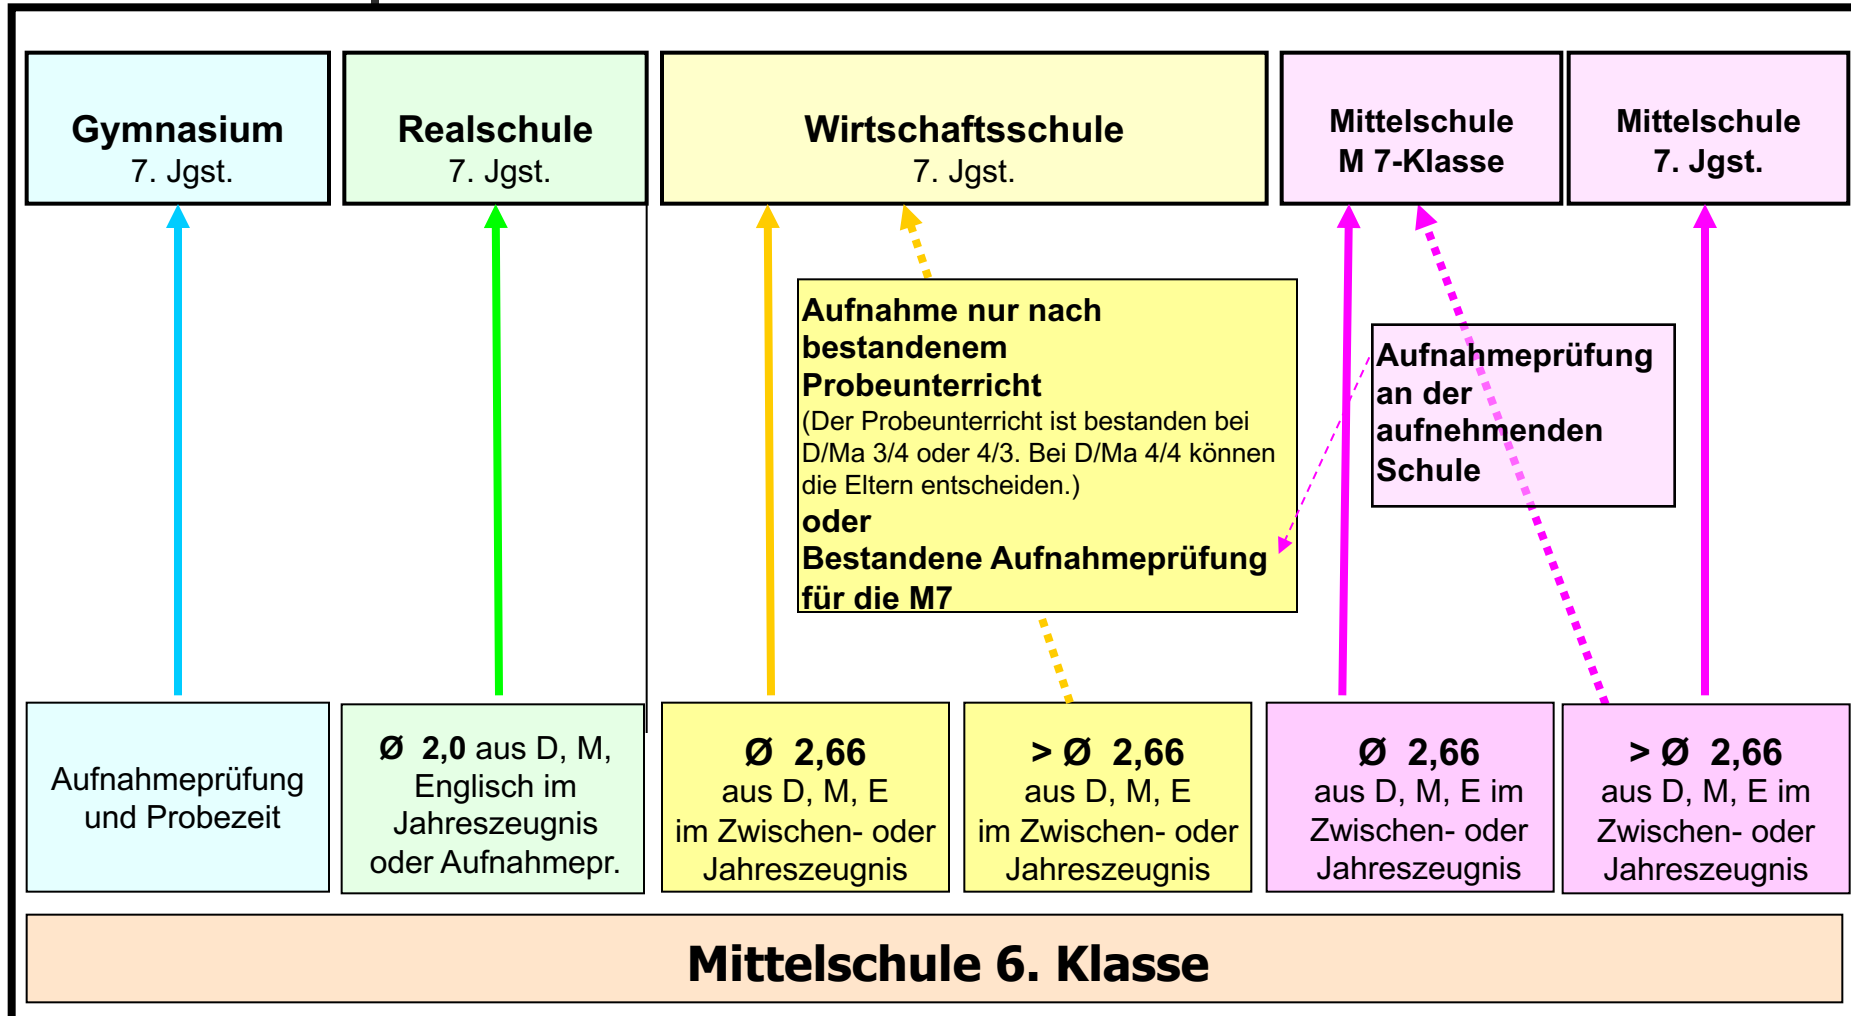 Gymnasium
7. Jgst.
Realschule
7. Jgst.
Wirtschaftsschule
7. Jgst.
Mittelschule
M 7-Klasse
Mittelschule
7. Jgst.
Aufnahme nur nach
bestandenem
Probeunterricht
(Der Probeunterricht ist bestanden bei
D/Ma 3/4 oder 4/3. Bei D/Ma 4/4 können
die Eltern entscheiden.)
oder
Bestandene Aufnahmeprüfung
für die M7
Aufnahmeprüfung
an der
aufnehmenden
Schule
Aufnahmeprüfung
und Probezeit
Ø 2,0 aus D, M,
Englisch im
Jahreszeugnis
oder Aufnahmepr.
Ø 2,66
aus D, M, E
im Zwischen- oder
Jahreszeugnis
> Ø 2,66
aus D, M, E
im Zwischen- oder
Jahreszeugnis
Ø 2,66
aus D, M, E im
Zwischen- oder
Jahreszeugnis
> Ø 2,66
aus D, M, E im
Zwischen- oder
Jahreszeugnis
Mittelschule 6. Klasse